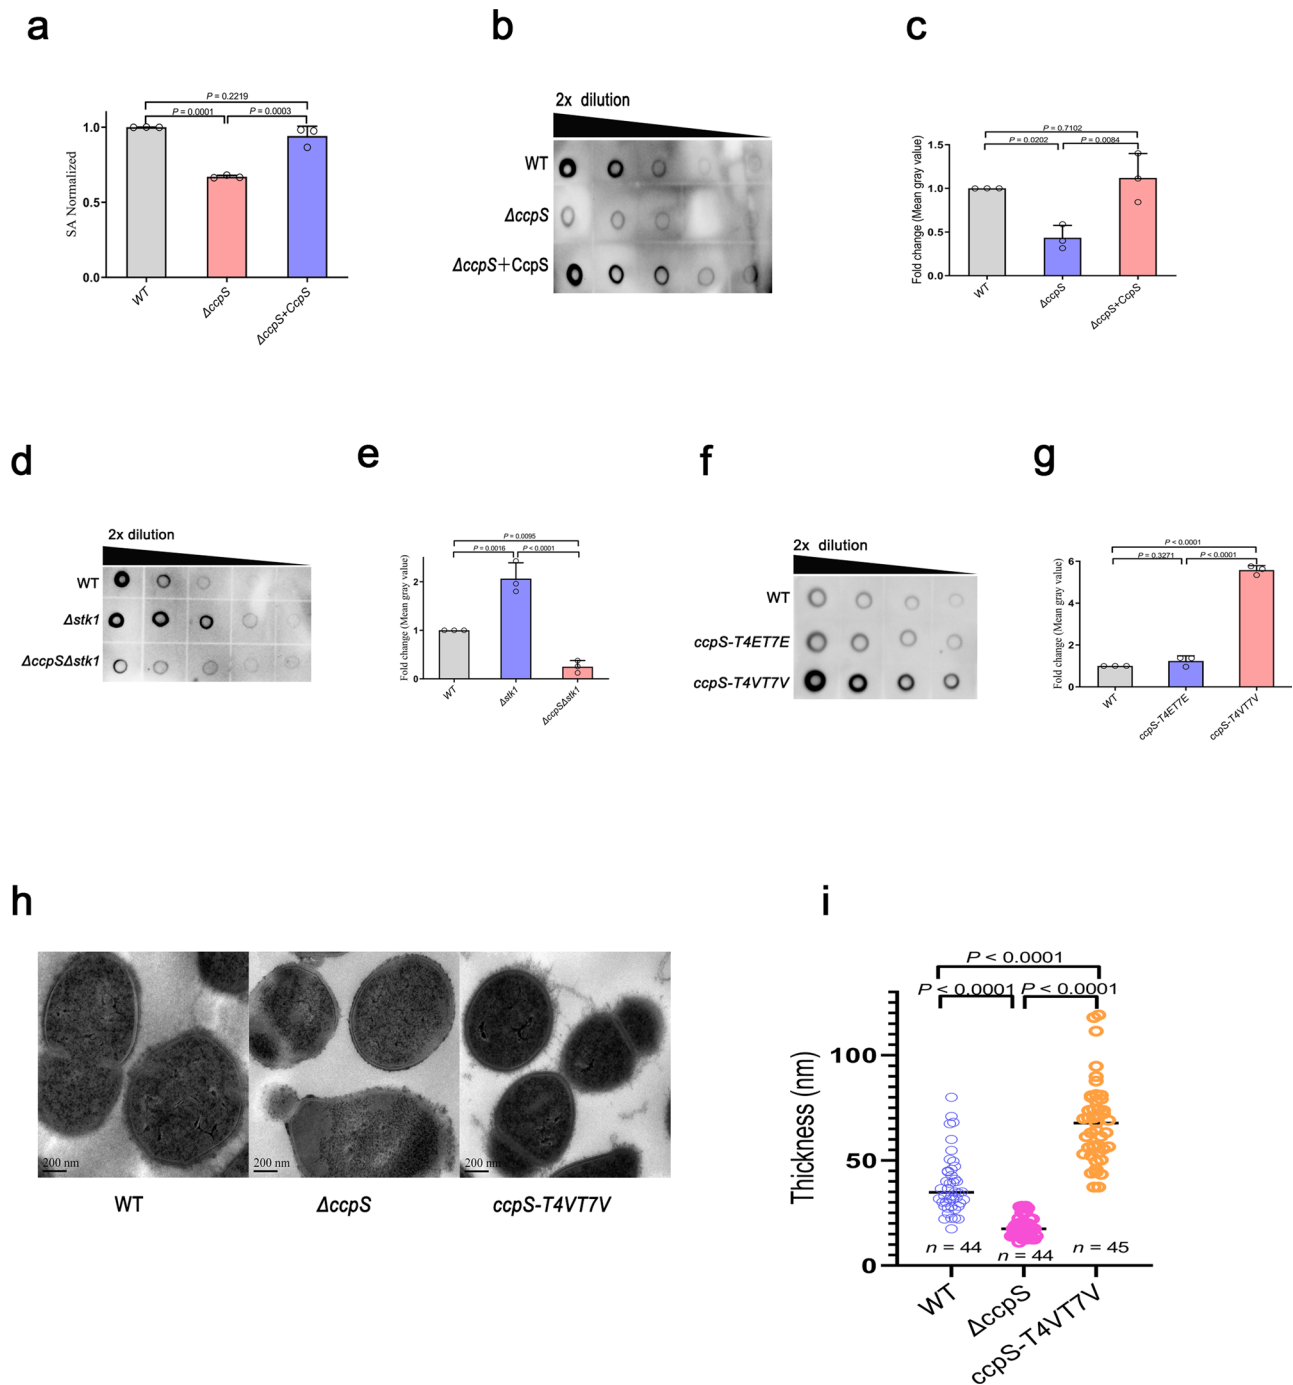 a
P = 0.2219
P = 0.0001 P = 0.0003
SA Normalized
1.0
0.5
0.0
WT
ΔccpS
ΔccpS+CcpS
b
2x dilution
WT
ΔccpS
ΔccpS+CcpS
c
P = 0.7102
P = 0.0202 P = 0.0084
Fold change (Mean gray value)
1.5
1.0
0.5
0.0
WT
ΔccpS
ΔccpS+CcpS
d
2x dilution
WT
Δstk1
ΔccpSΔstk1
e
P = 0.0095
P = 0.0016 P < 0.0001
Fold change (Mean gray value)
2
1
0
WT
Δstk1
ΔccpSΔstk1
f
2x dilution
WT
ccpS-T4ET7E
ccpS-T4VT7V
g
P < 0.0001
P = 0.3271 P < 0.0001
Fold change (Mean gray value)
6
4
2
0
WT
ccpS-T4ET7E
ccpS-T4VT7V
h
200 nm
200 nm
200 nm
WT
ΔccpS
ccpS-T4VT7V
i
P < 0.0001
P < 0.0001 P < 0.0001
Thickness (nm)
100
50
0
n = 44
n = 44
n = 45
WT
ΔccpS
ccpS-T4VT7V